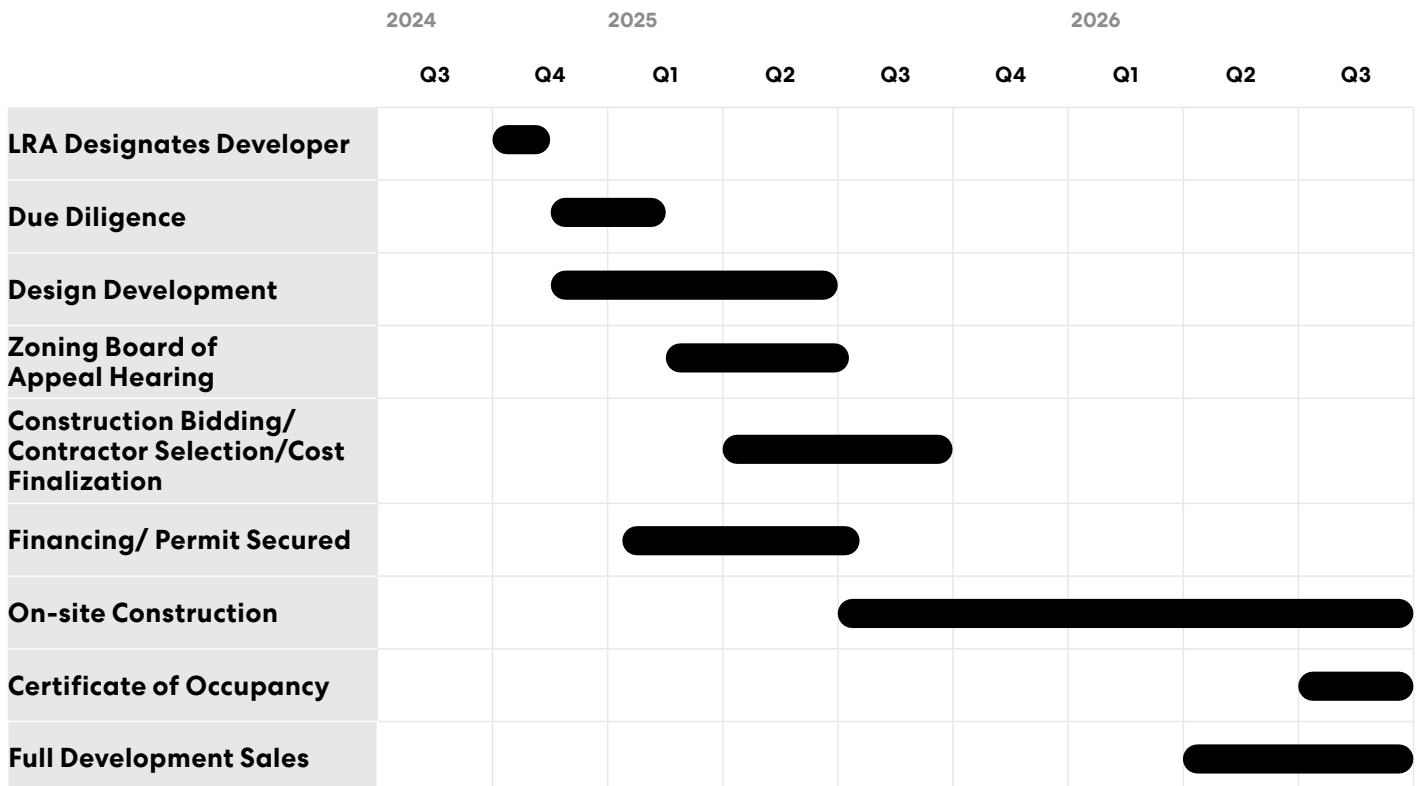 2024 2025 2026
Q3 Q4 Q1 Q2 Q3 Q4 Q1 Q2 Q3
LRA Designates Developer
Due Diligence
Design Development
Zoning Board of
Appeal Hearing
Construction Bidding/
Contractor Selection/Cost
Finalization
Financing/ Permit Secured
On-site Construction
Certificate of Occupancy
Full Development Sales